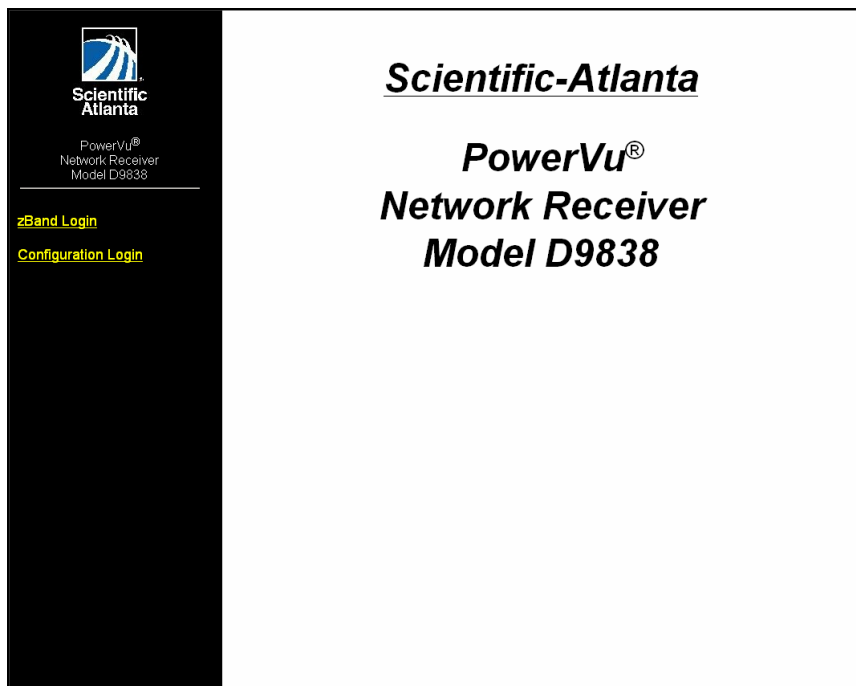 Scientific
Atlanta
PowerVu®
Network Receiver
Model D9838
zBand Login
Configuration Login
Scientific-Atlanta
PowerVu®
Network Receiver
Model D9838